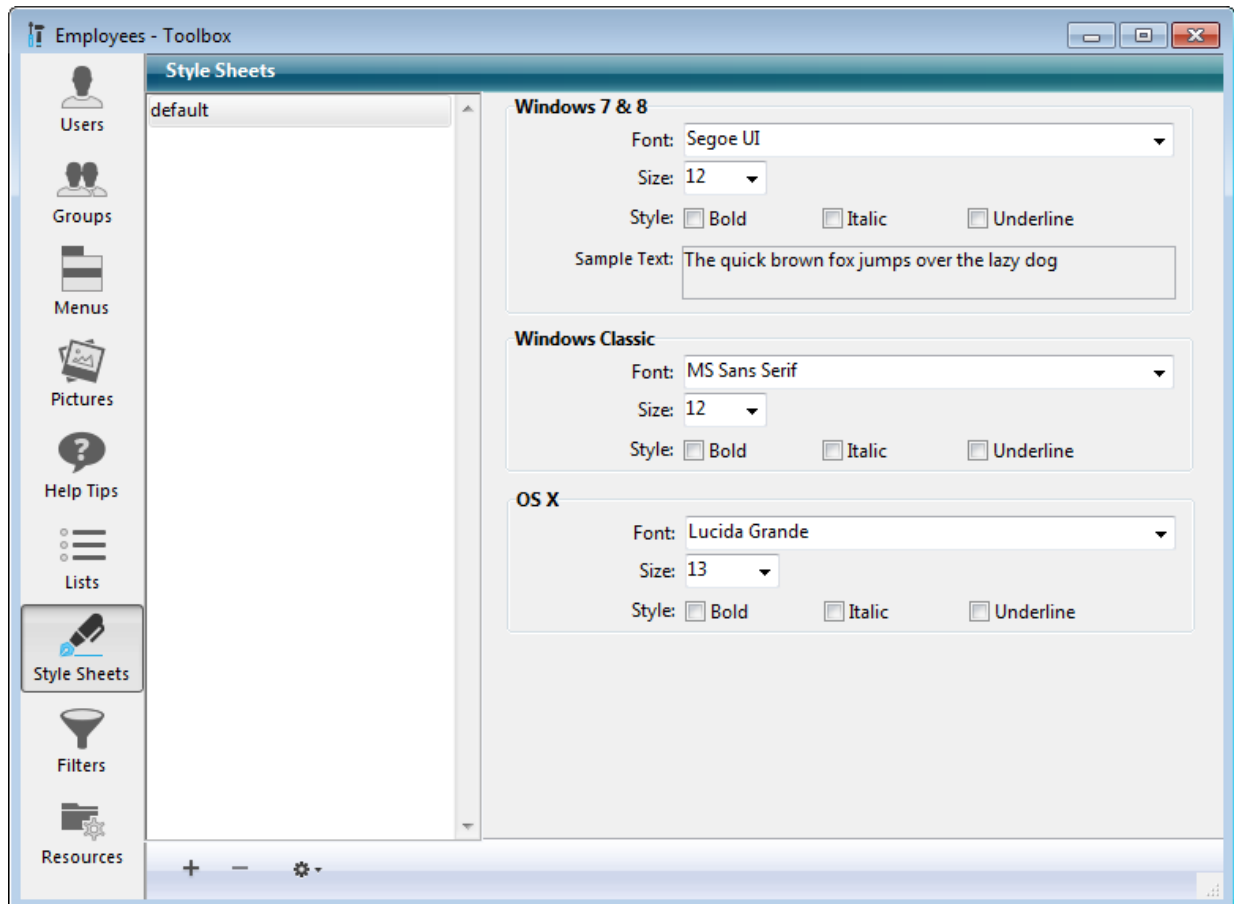 Employees - Toolbox
Style Sheets
Users
Groups
Menus
Pictures
Help Tips
Lists
Style Sheets
Filters
Resources
default
Windows 7 & 8
Font: Segoe UI
Size: 12
Style: Bold Italic Underline
Sample Text: The quick brown fox jumps over the lazy dog
Windows Classic
Font: MS Sans Serif
Size: 12
Style: Bold Italic Underline
OS X
Font: Lucida Grande
Size: 13
Style: Bold Italic Underline